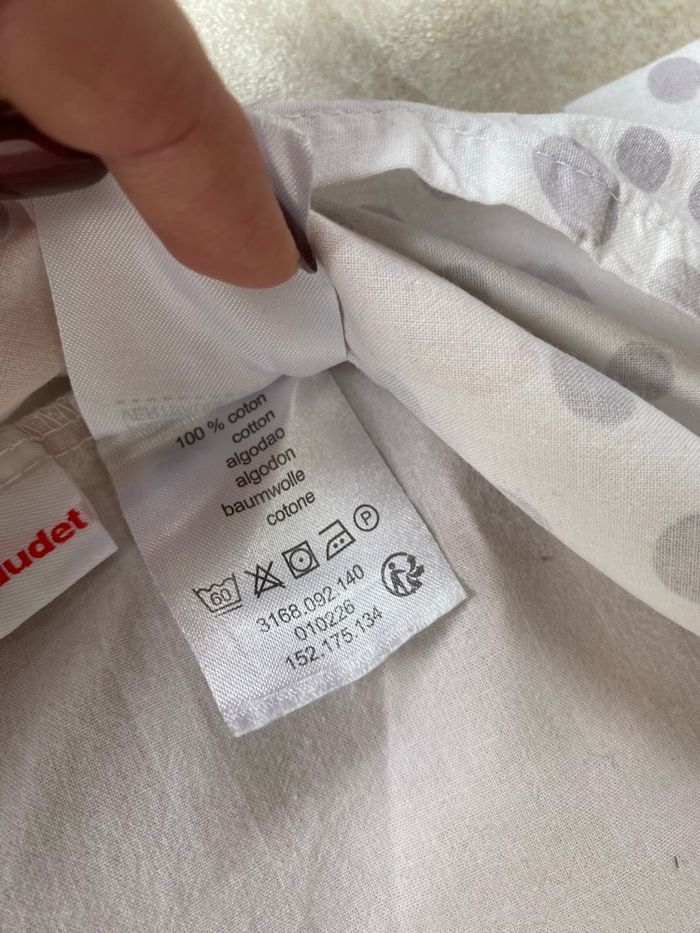 100 % coton
cotton
algodao
algodon
baumwolle
cotone
60 P
3168.092.140
010226
152.175.134
udet